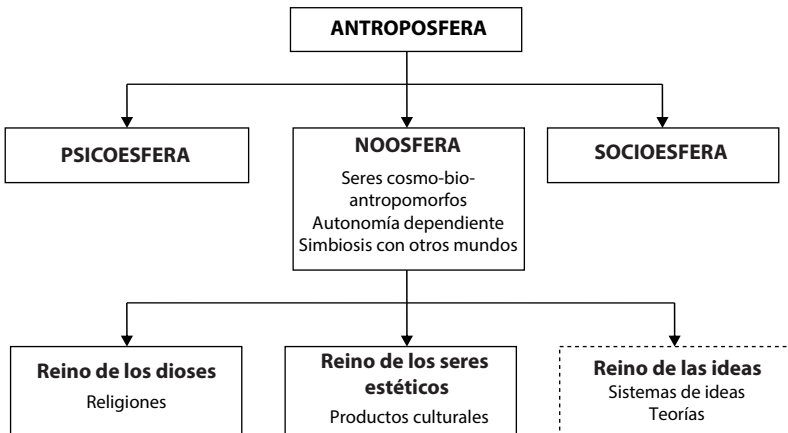 ANTROPOSFERA
PSICOESFERA
NOOSFERA
Seres cosmo-bio-
antropomorfos
Autonomía dependiente
Simbiosis con otros mundos
SOCIOESFERA
Reino de los dioses
Religiones
Reino de los seres
estéticos
Productos culturales
Reino de las ideas
Sistemas de ideas
Teorías